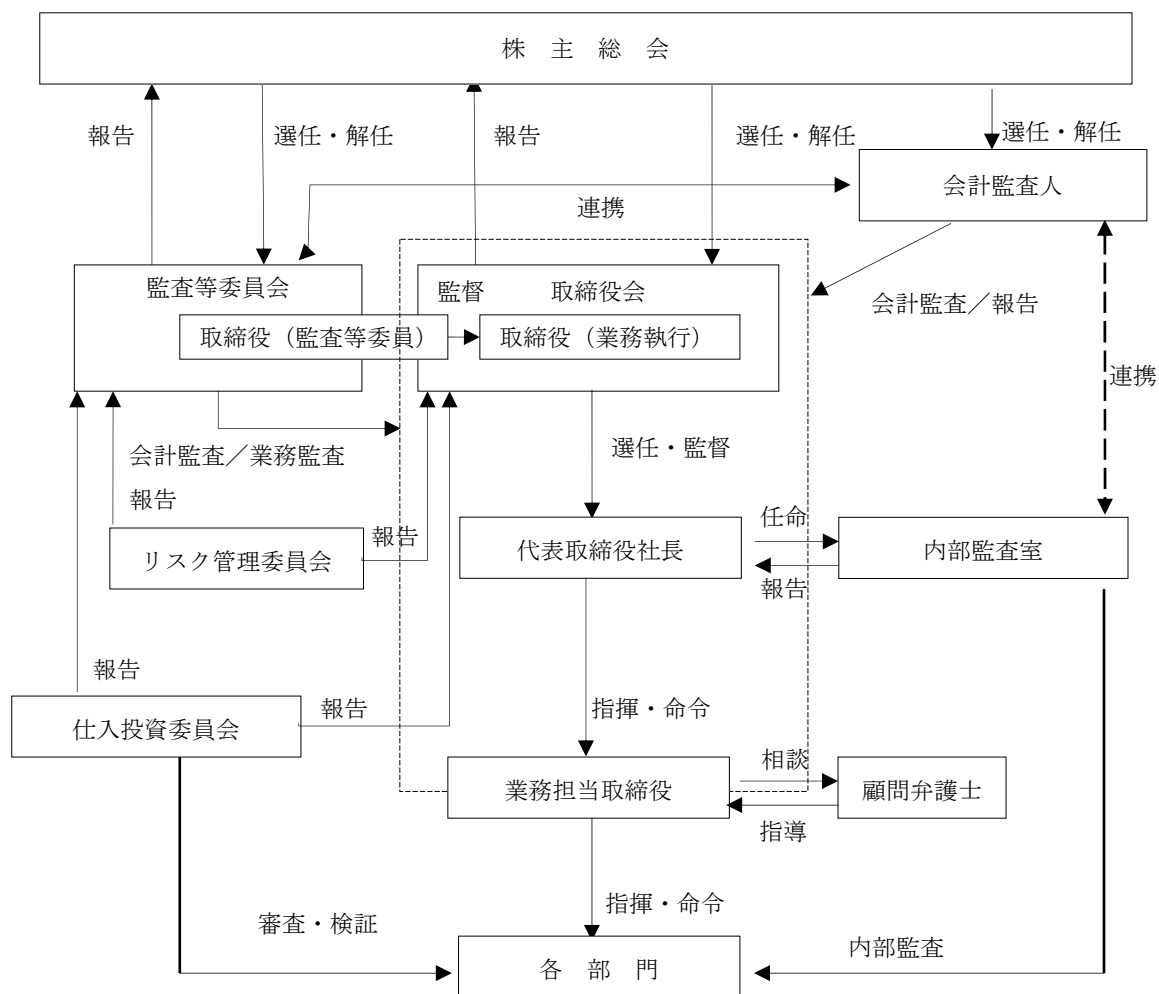 株　主　総　会
報告
選任・解任
報告
選任・解任
選任・解任
会計監査人
連携
監査等委員会
監督
取締役会
会計監査／報告
取締役（監査等委員）
取締役（業務執行）
連携
会計監査／業務監査
選任・監督
報告
報告
リスク管理委員会
代表取締役社長
任命
報告
内部監査室
報告
仕入投資委員会
報告
指揮・命令
業務担当取締役
相談
指導
顧問弁護士
指揮・命令
審査・検証
各　部　門
内部監査